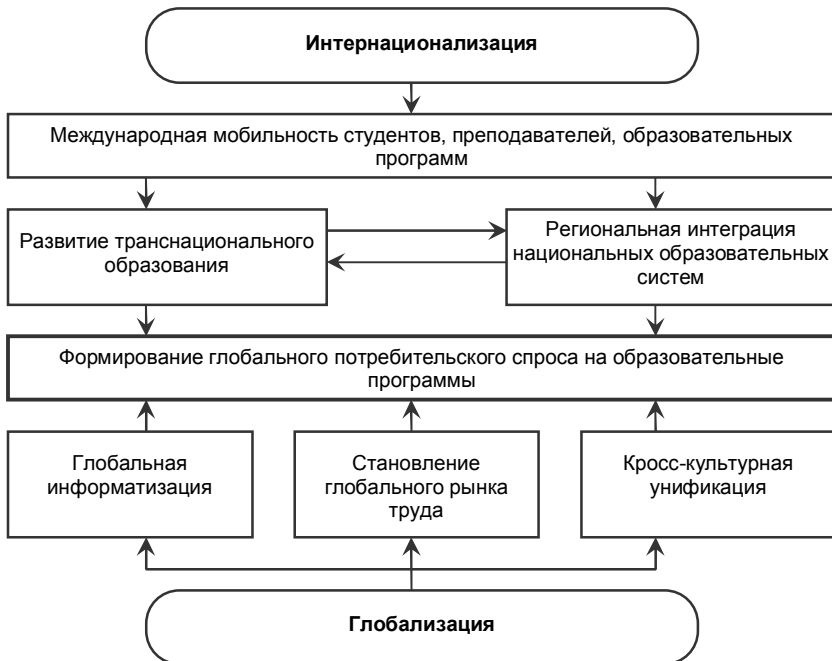 Интернационализация
Международная мобильность студентов, преподавателей, образовательных
программ
Развитие транснационального
образования
Региональная интеграция
национальных образовательных
систем
Формирование глобального потребительского спроса на образовательные
программы
Глобальная
информатизация
Становление
глобального рынка
труда
Кросс-культурная
унификация
Глобализация